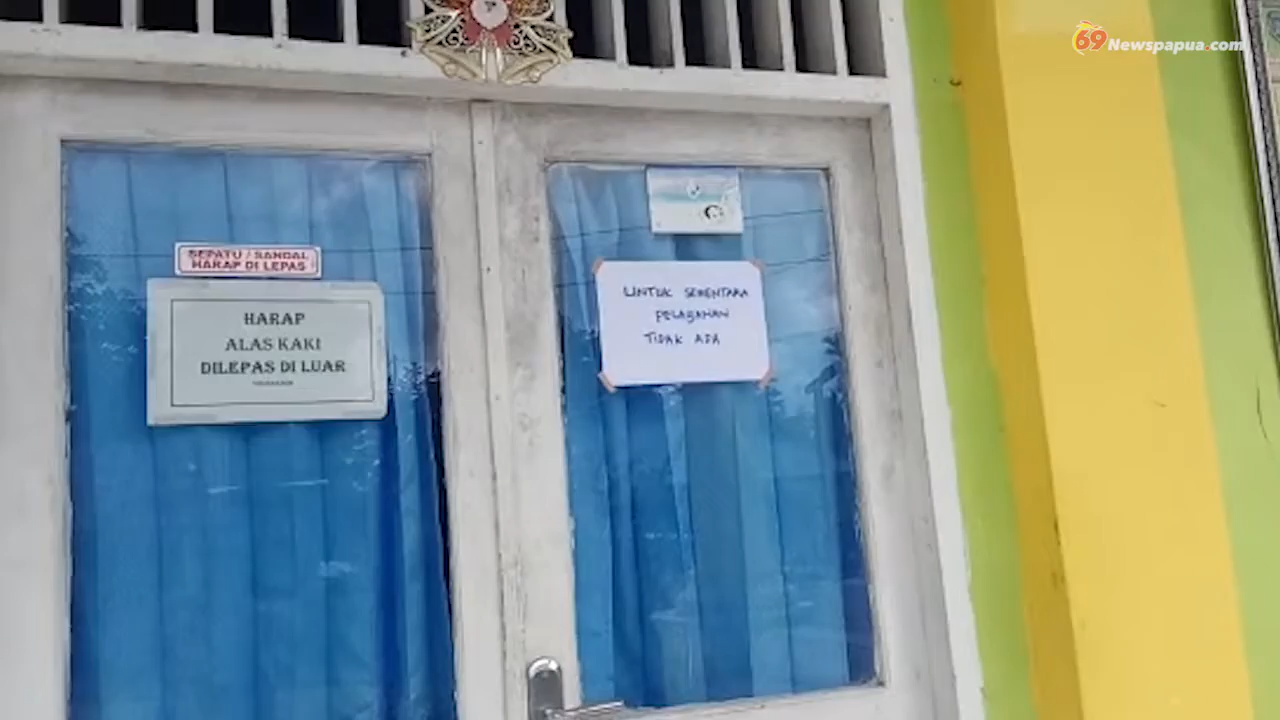 69Newspapua.com
SEPATU / SANDAL
HARAP DI LEPAS
HARAP
ALAS KAKI
DILEPAS DI LUAR
UNTUK SEMENTARA
PELAYANAN
TIDAK ADA